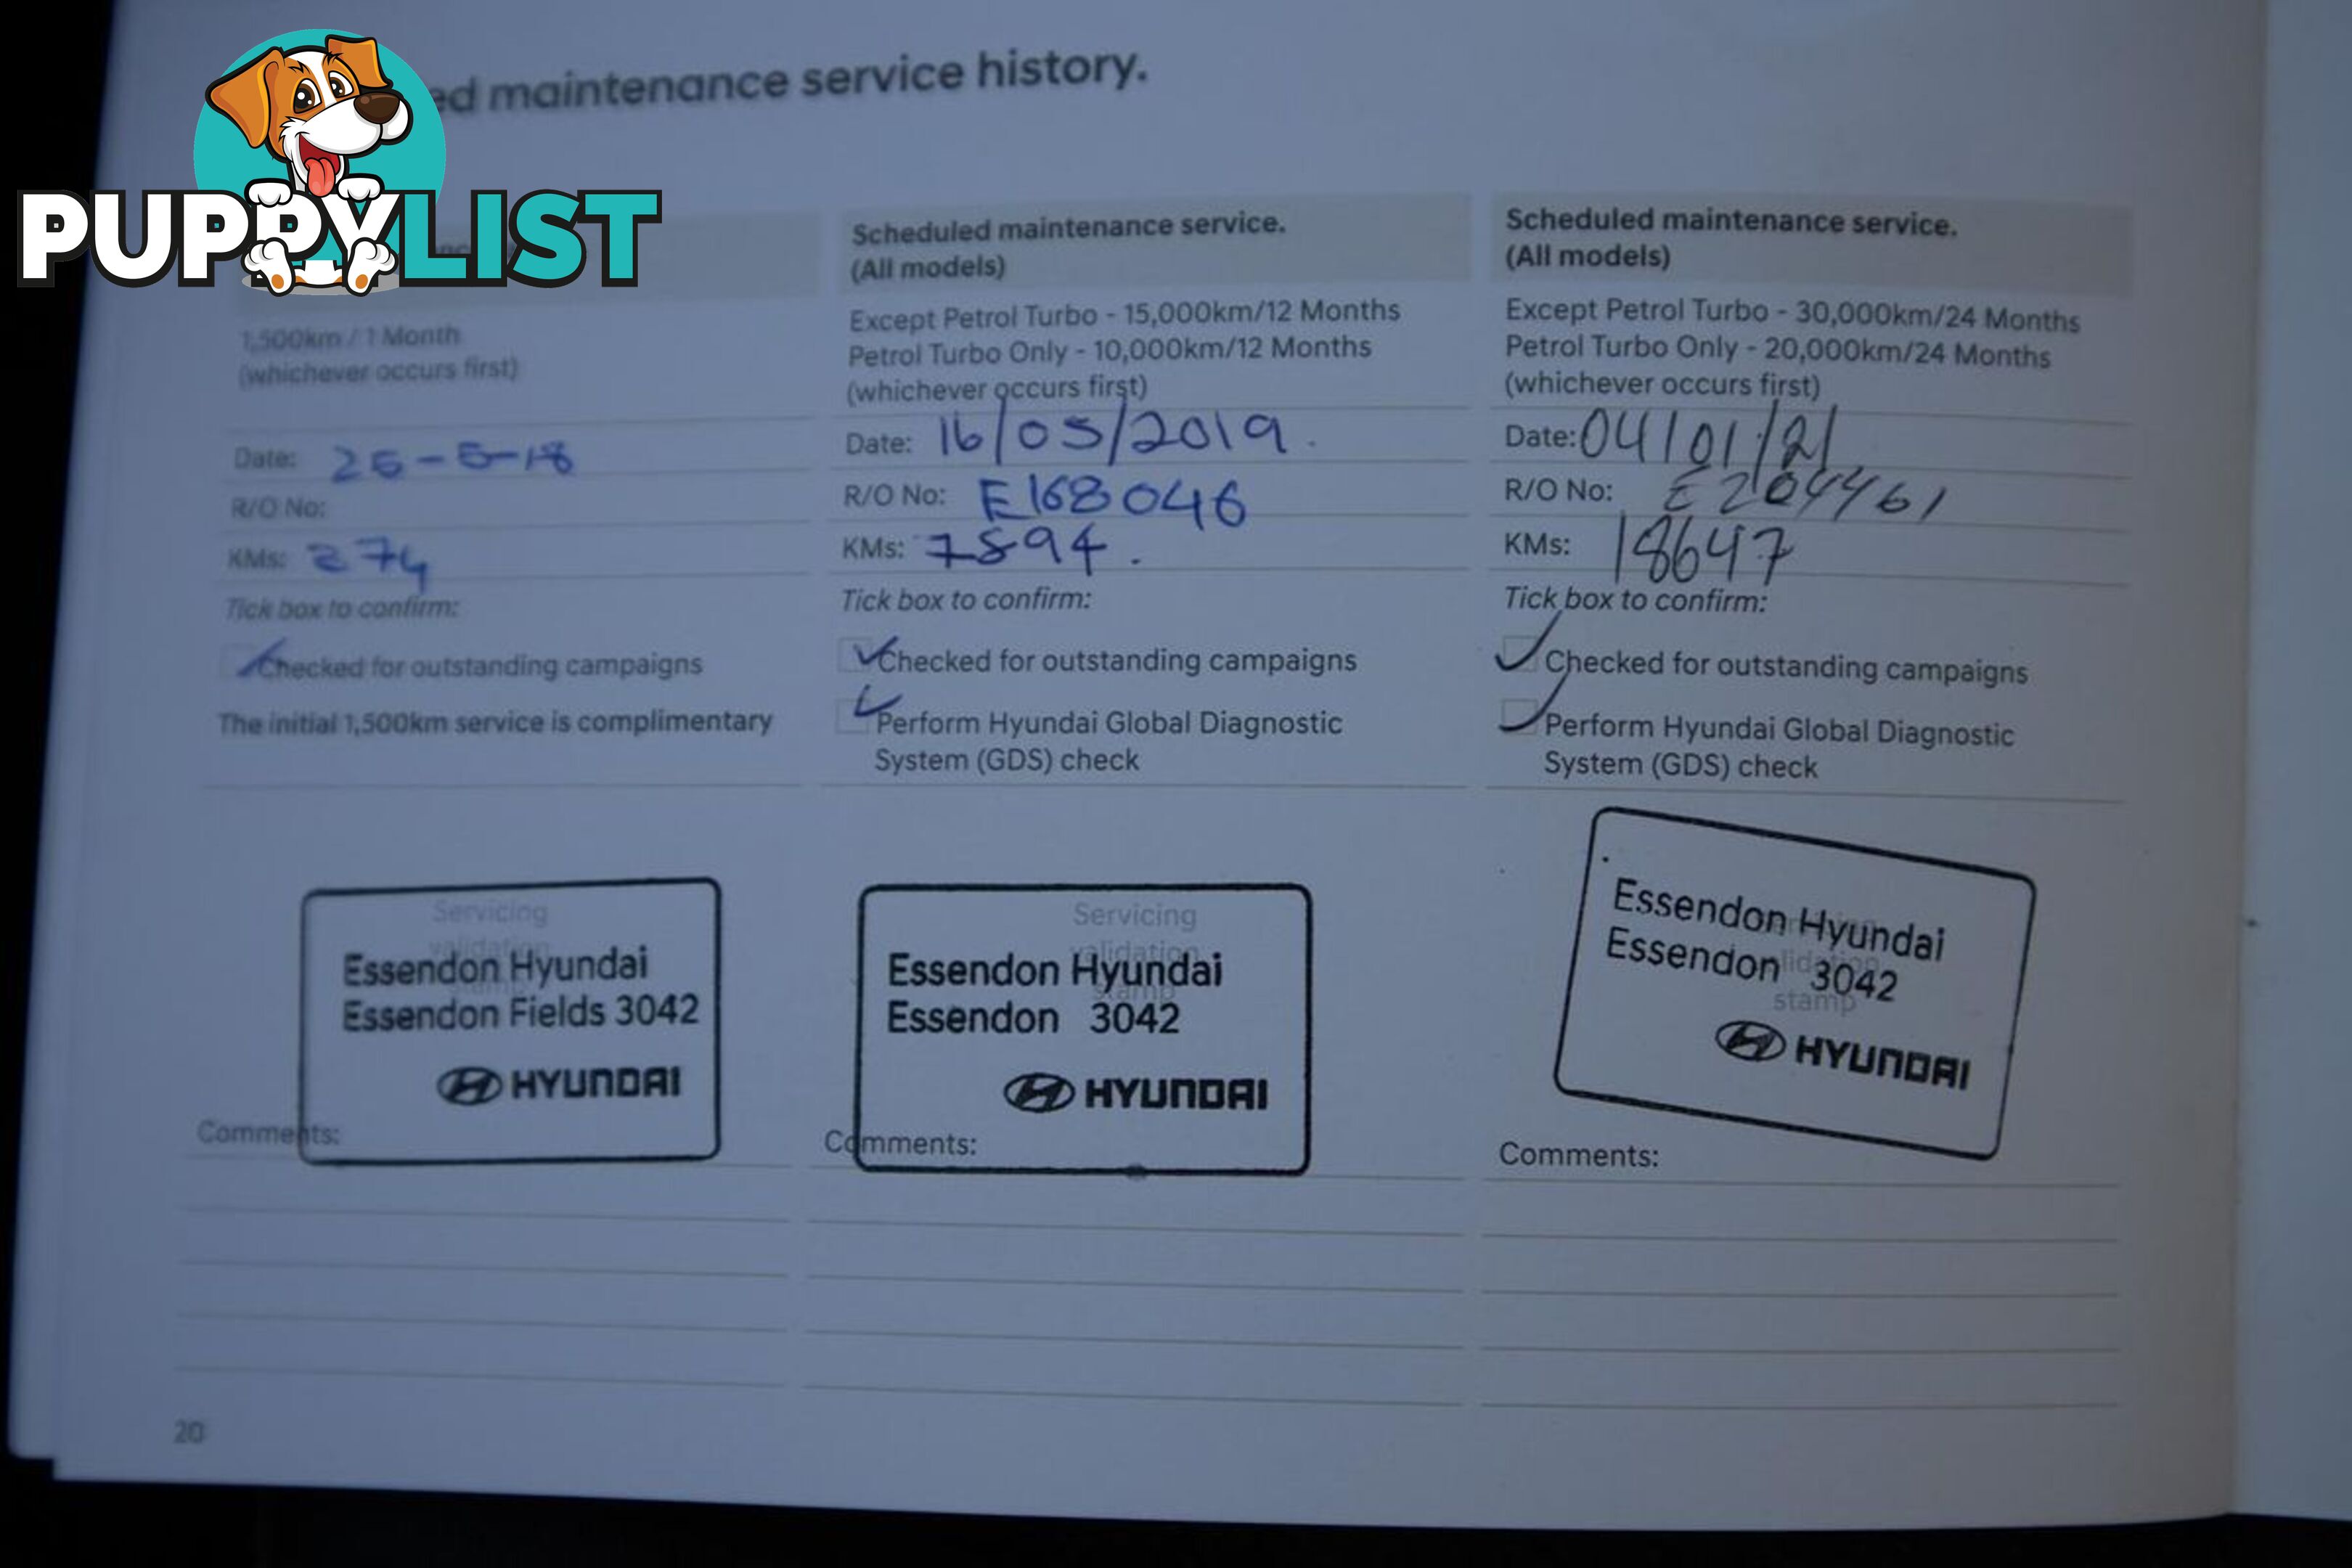 PUPPYLIST
ed maintenance service history.
1,500km / 1 Month
(whichever occurs first)
Date: 26-5-18
R/O No:
KMs: 274
Tick box to confirm:
Checked for outstanding campaigns
The initial 1,500km service is complimentary
Servicing
validation
Essendon Hyundai
Essendon Fields 3042
HYUNDAI
Comments:
Scheduled maintenance service.
(All models)
Except Petrol Turbo - 15,000km/12 Months
Petrol Turbo Only - 10,000km/12 Months
(whichever occurs first)
Date: 16/05/2019.
R/O No: E168046
KMs: 7894.
Tick box to confirm:
Checked for outstanding campaigns
Perform Hyundai Global Diagnostic
System (GDS) check
Servicing
validation
Essendon Hyundai
stamp
Essendon 3042
HYUNDAI
Comments:
Scheduled maintenance service.
(All models)
Except Petrol Turbo - 30,000km/24 Months
Petrol Turbo Only - 20,000km/24 Months
(whichever occurs first)
Date: 04/01/21
R/O No: E204461
KMs: 18647
Tick box to confirm:
Checked for outstanding campaigns
Perform Hyundai Global Diagnostic
System (GDS) check
Essendon Hyundai
Essendon 3042
stamp
HYUNDAI
Comments:
20